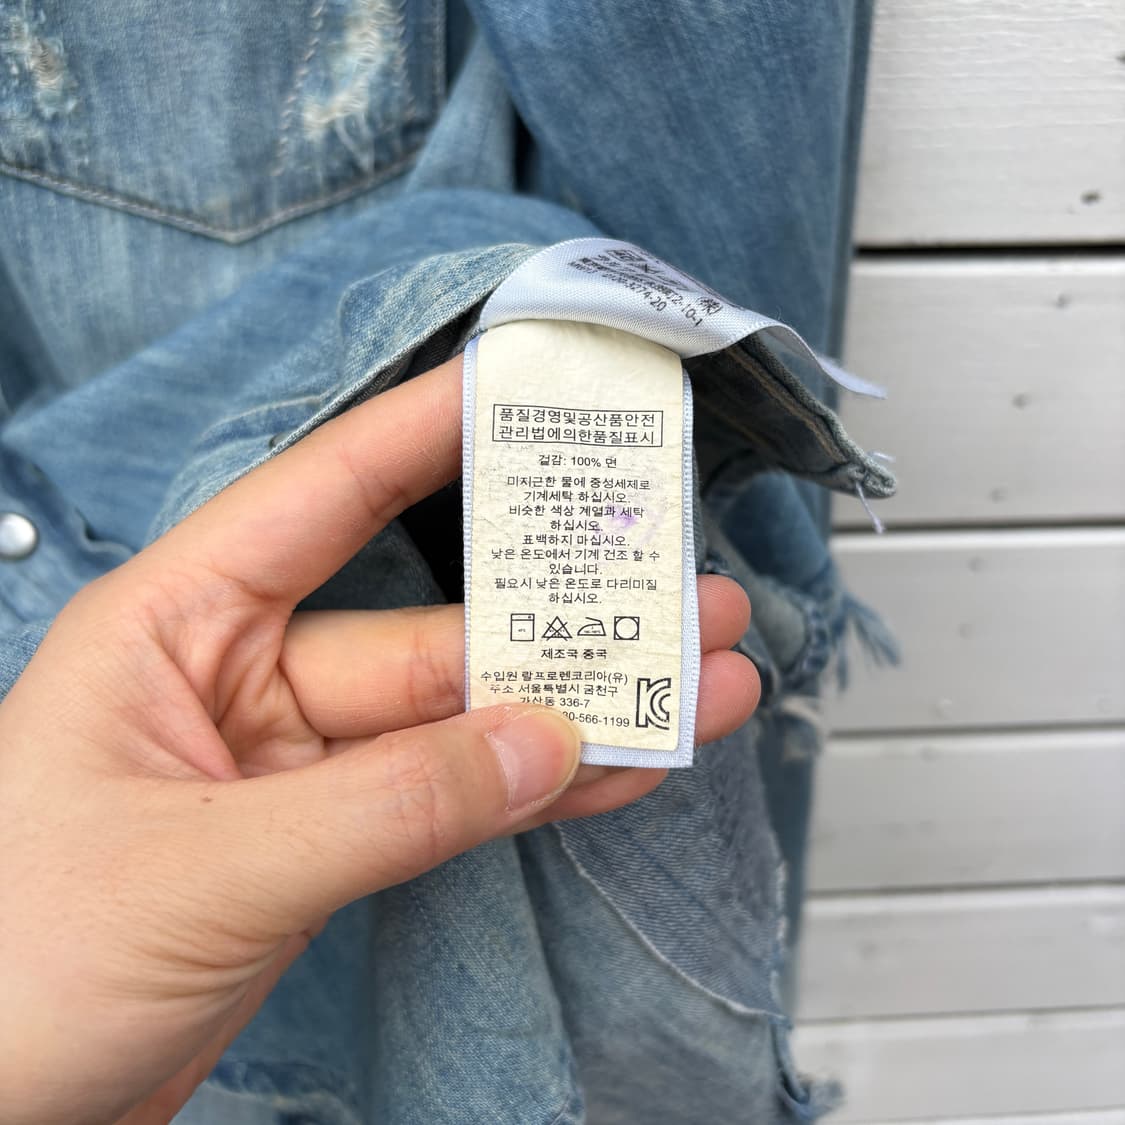 품질경영및공산품안전
관리법에의한품질표시
겉감: 100% 면
미지근한 물에 중성세제로
기계세탁 하십시오.
비슷한 색상 계열과 세탁
하십시오.
표백하지 마십시오.
낮은 온도에서 기계 건조 할 수
있습니다.
필요시 낮은 온도로 다리미질
하십시오.
제조국 중국
수입원 랄프로렌코리아(유)
주소 서울특별시 금천구
가산동 336-7
80-566-1199